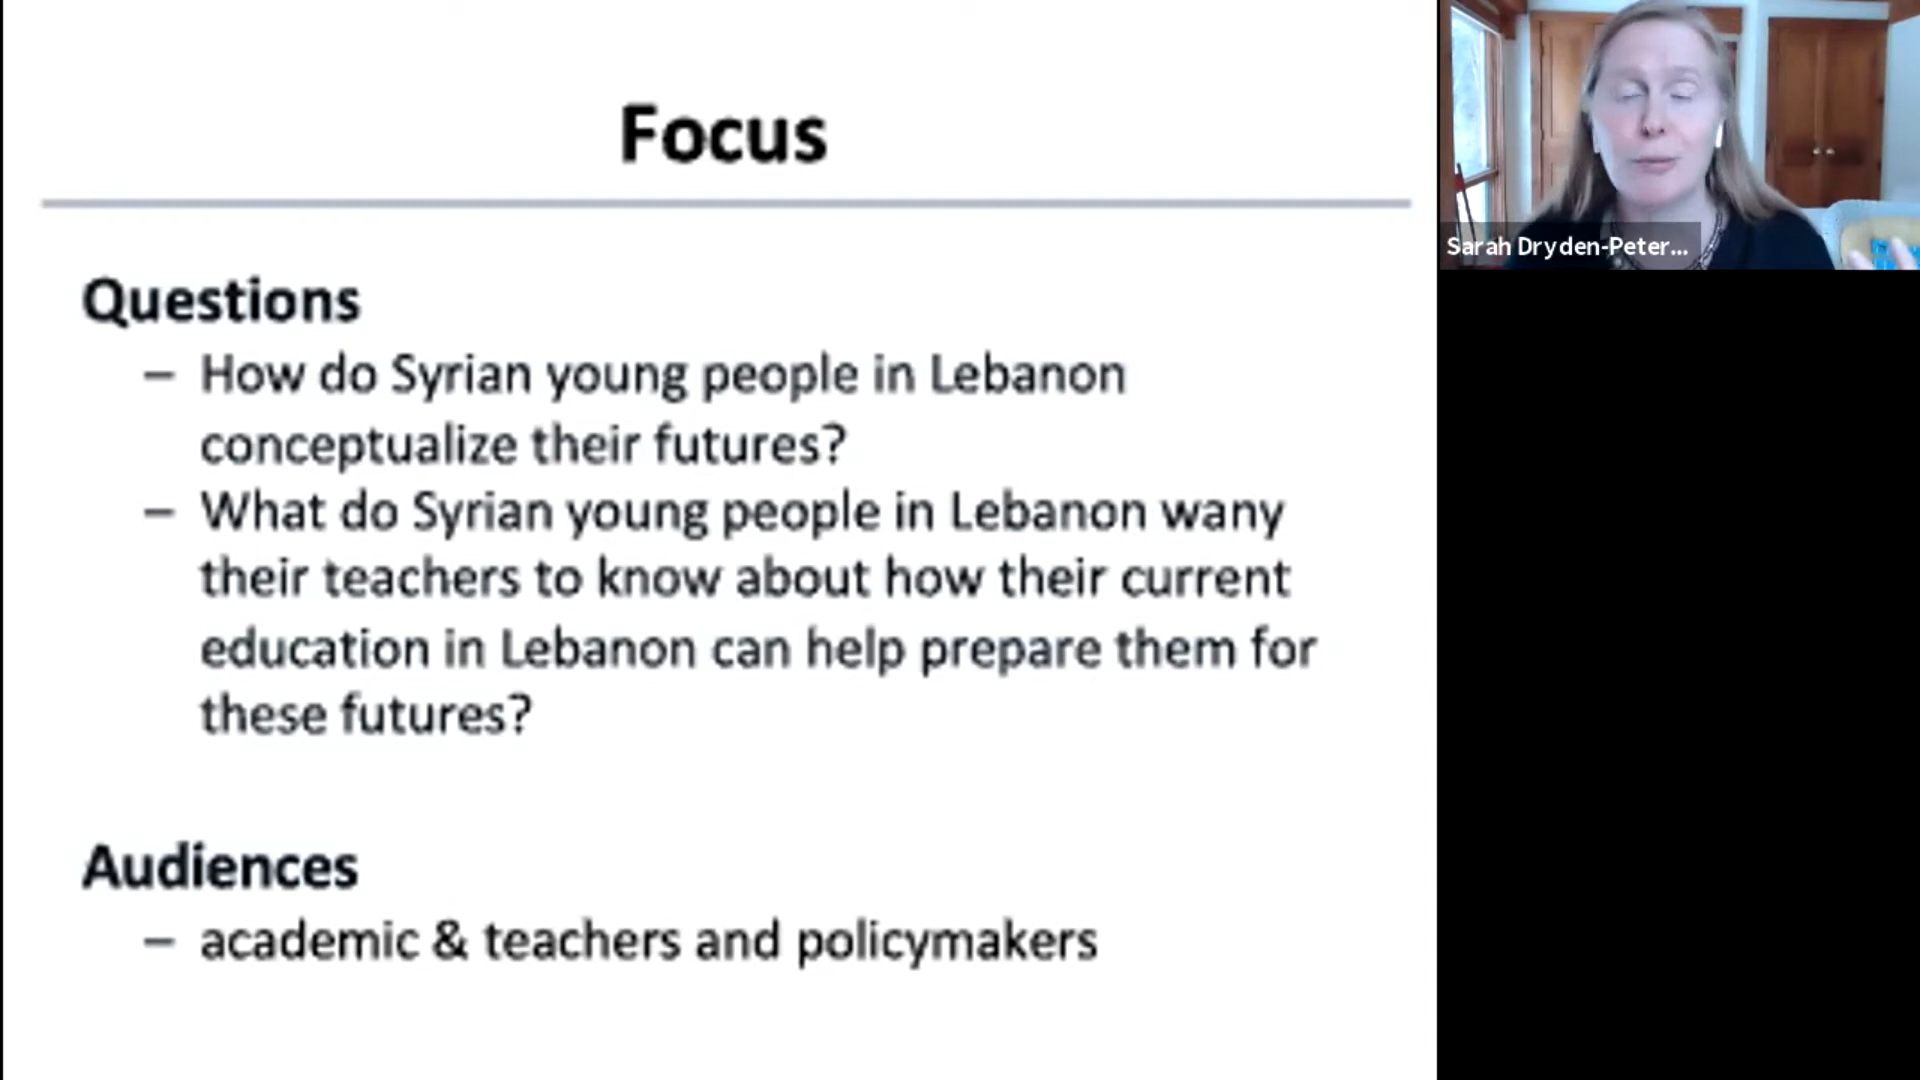 Focus
Questions
– How do Syrian young people in Lebanon
conceptualize their futures?
– What do Syrian young people in Lebanon wany
their teachers to know about how their current
education in Lebanon can help prepare them for
these futures?
Audiences
– academic & teachers and policymakers
Sarah Dryden-Peter...